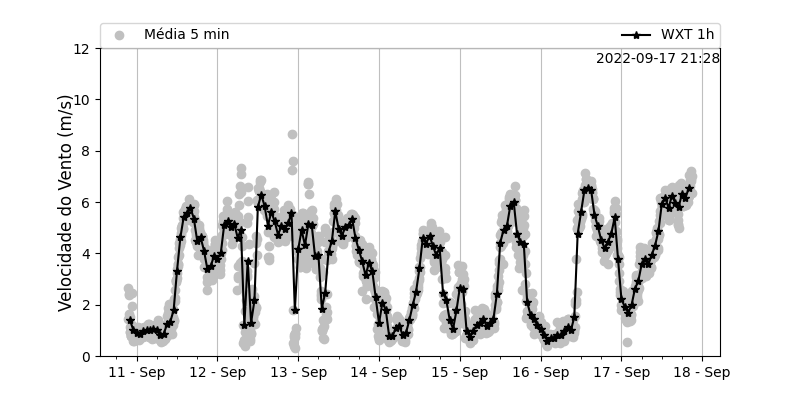 Média 5 min
WXT 1h
2022-09-17 21:28
Velocidade do Vento (m/s)
12
10
8
6
4
2
0
11 - Sep 12 - Sep 13 - Sep 14 - Sep 15 - Sep 16 - Sep 17 - Sep 18 - Sep